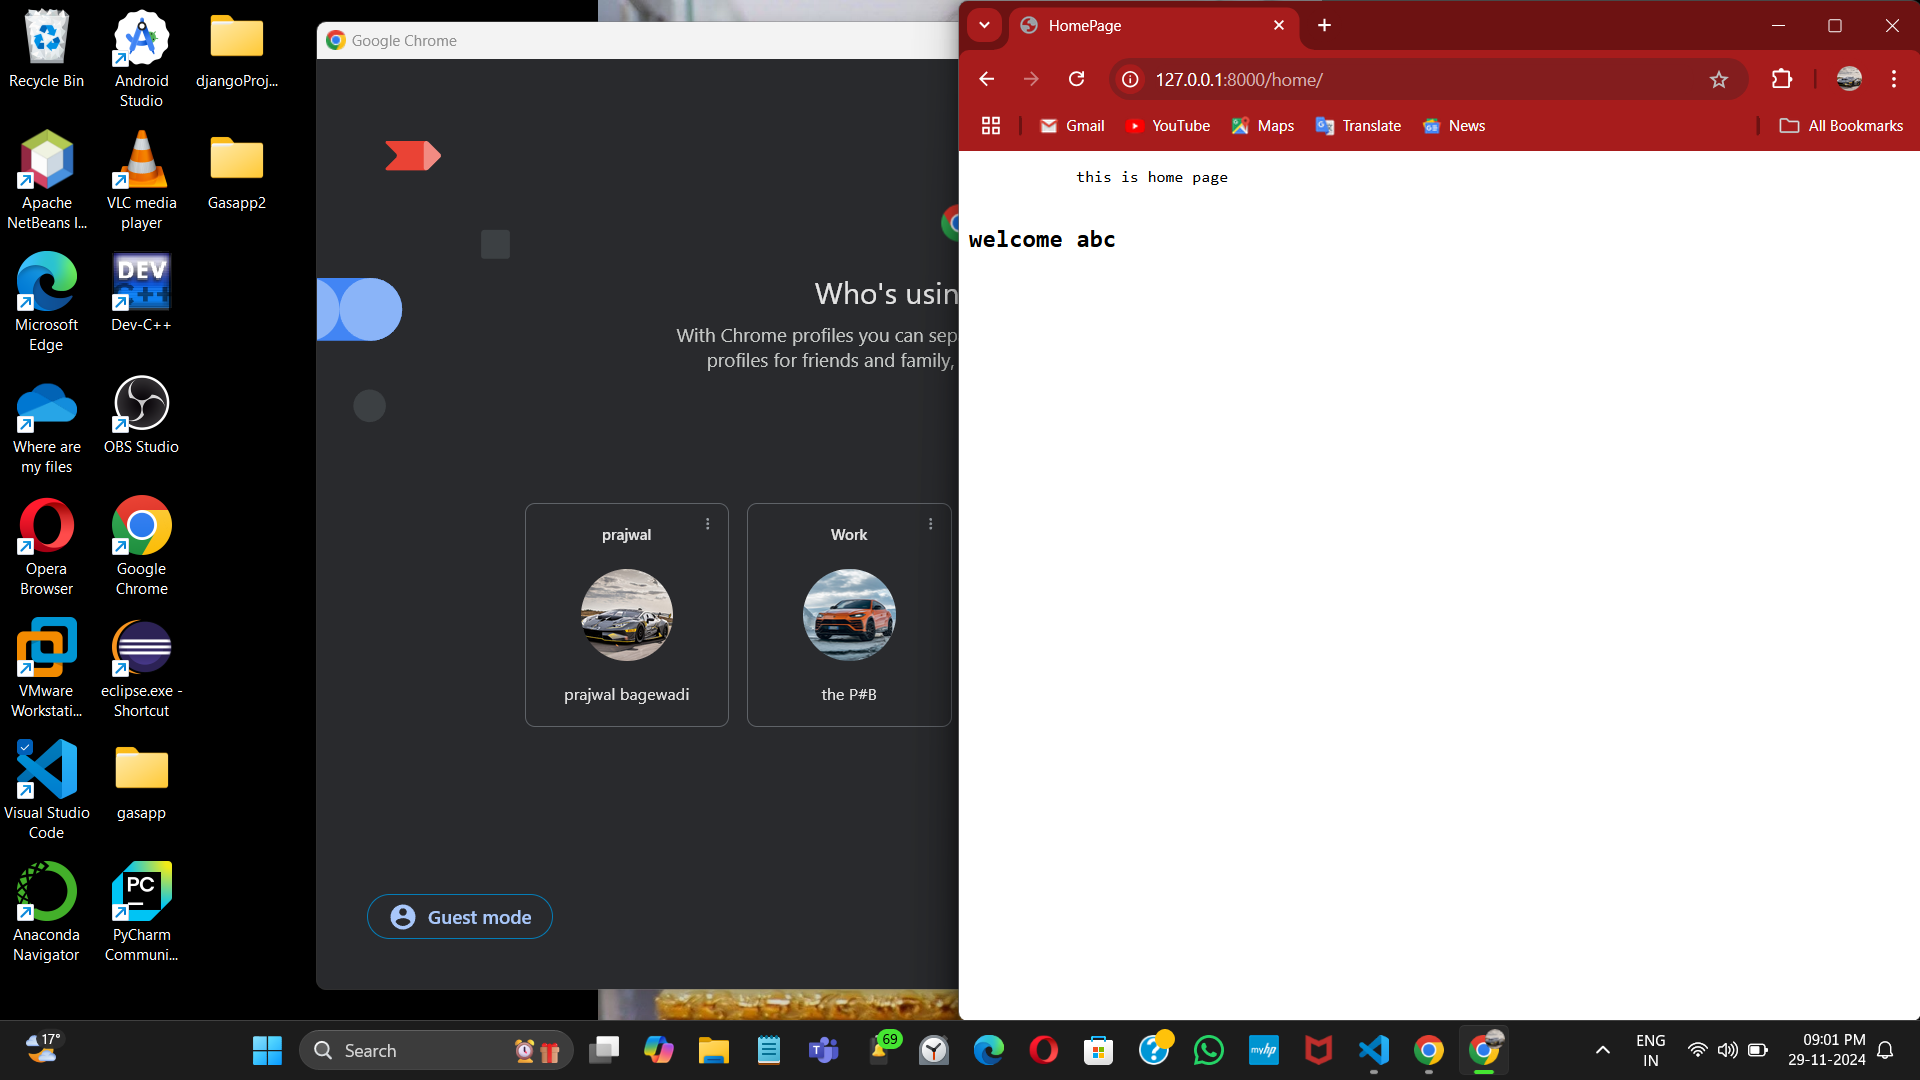 Recycle Bin
Android
Studio
djangoProj...
Apache
NetBeans I...
VLC media
player
Gasapp2
Microsoft
Edge
DEV
C++
Dev-C++
Where are
my files
OBS Studio
Opera
Browser
Google
Chrome
VMware
Workstati...
eclipse.exe -
Shortcut
Visual Studio
Code
gasapp
Anaconda
Navigator
PC
PyCharm
Communi...
Google Chrome
Who's usin
With Chrome profiles you can sep
profiles for friends and family,
prajwal
prajwal bagewadi
Work
the P#B
Guest mode
HomePage
127.0.0.1:8000/home/
Gmail
YouTube
Maps
Translate
News
All Bookmarks
this is home page
welcome abc
17°
Search
69
myhp
ENG
IN
09:01 PM
29-11-2024